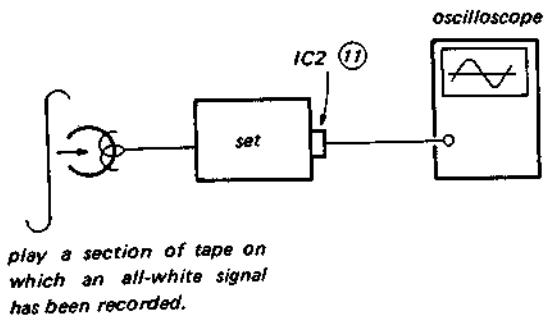 oscilloscope
IC2 ⑪
set
play a section of tape on
which an all-white signal
has been recorded.